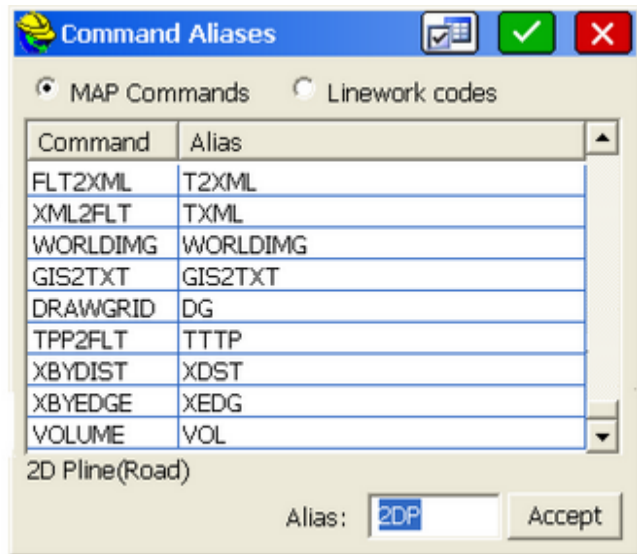 Command Aliases
MAP Commands Linework codes
Command Alias
FLT2XML T2XML
XML2FLT TXML
WORLDIMG WORLDIMG
GIS2TXT GIS2TXT
DRAWGRID DG
TPP2FLT TTTP
XBYDIST XDST
XBYEDGE XEDG
VOLUME VOL
2D Pline(Road)
Alias: 2DP Accept